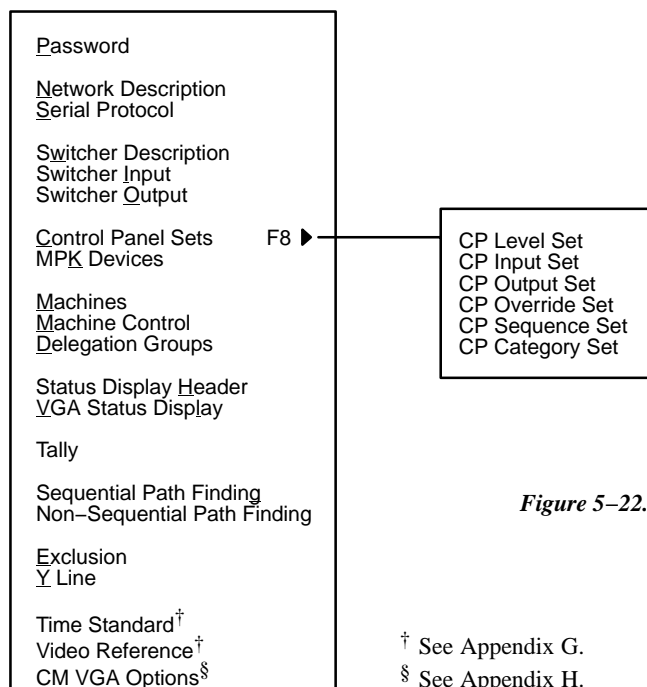 Password
Network Description
Serial Protocol
Switcher Description
Switcher Input
Switcher Output
Control Panel Sets F8
MPK Devices
CP Level Set
CP Input Set
CP Output Set
CP Override Set
CP Sequence Set
CP Category Set
Machines
Machine Control
Delegation Groups
Status Display Header
VGA Status Display
Tally
Sequential Path Finding
Non–Sequential Path Finding
Figure 5–22.
Exclusion
Y Line
Time Standard†
Video Reference†
CM VGA Options§
† See Appendix G.
§ See Appendix H.